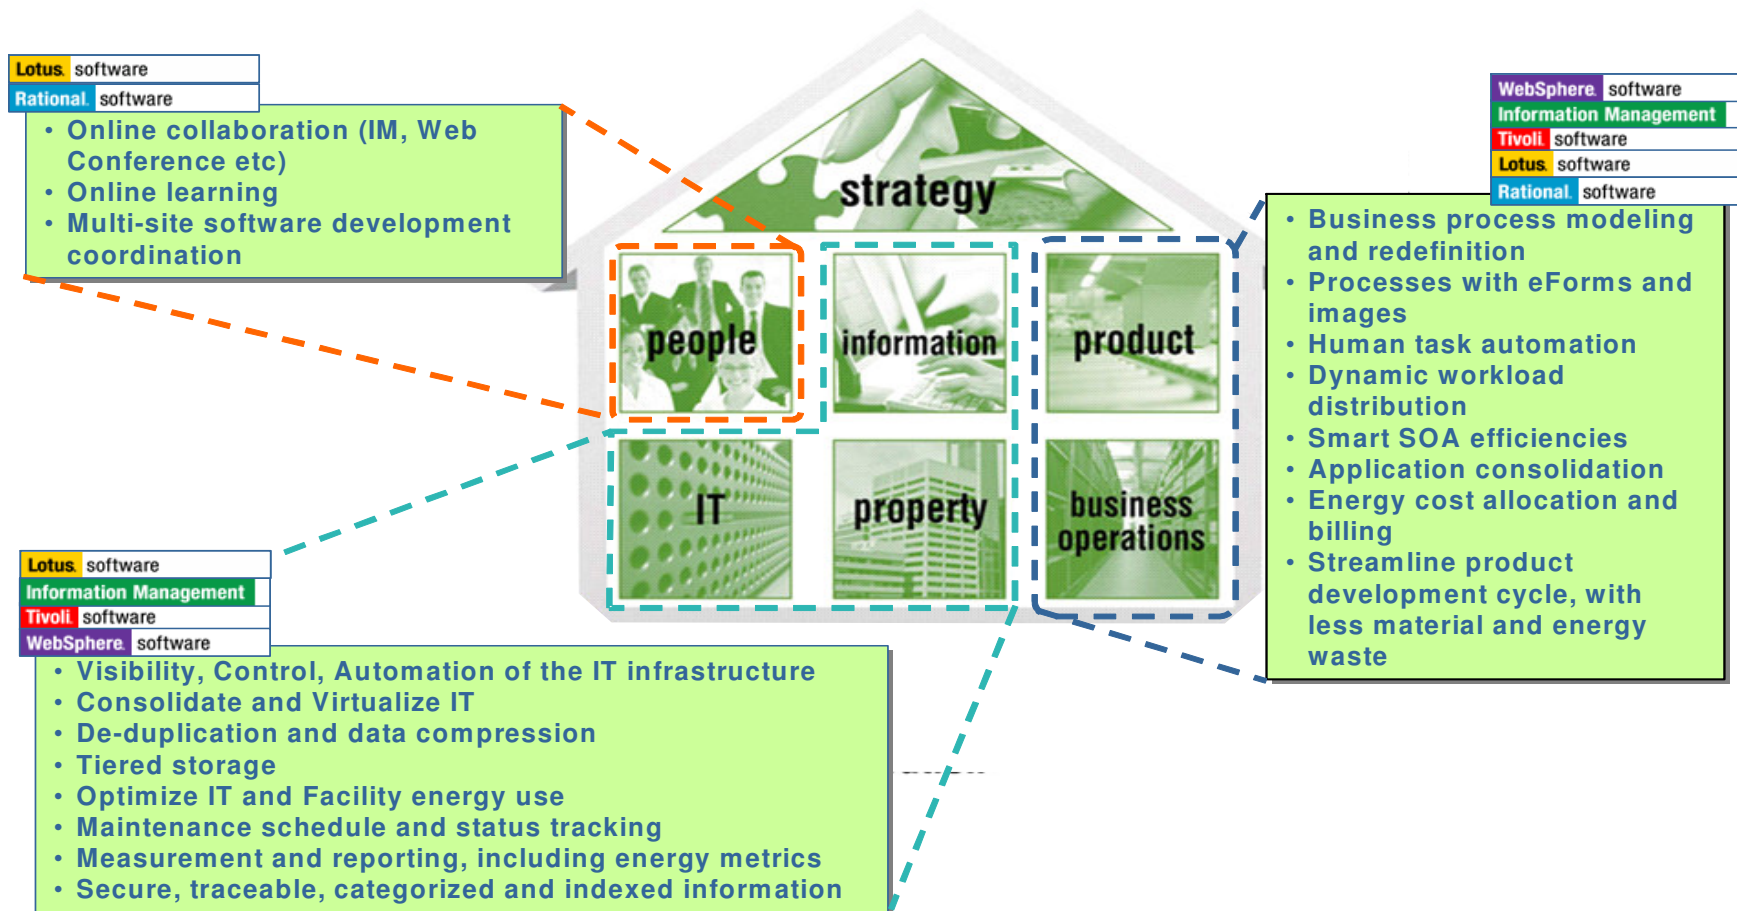 Lotus. software
Rational. software
• Online collaboration (IM, Web
Conference etc)
• Online learning
• Multi-site software development
coordination
strategy
people
information
product
IT
property
business
operations
WebSphere. software
Information Management
Tivoli. software
Lotus. software
Rational. software
• Business process modeling
and redefinition
• Processes with eForms and
images
• Human task automation
• Dynamic workload
distribution
• Smart SOA efficiencies
• Application consolidation
• Energy cost allocation and
billing
• Streamline product
development cycle, with
less material and energy
waste
Lotus. software
Information Management
Tivoli. software
WebSphere. software
• Visibility, Control, Automation of the IT infrastructure
• Consolidate and Virtualize IT
• De-duplication and data compression
• Tiered storage
• Optimize IT and Facility energy use
• Maintenance schedule and status tracking
• Measurement and reporting, including energy metrics
• Secure, traceable, categorized and indexed information